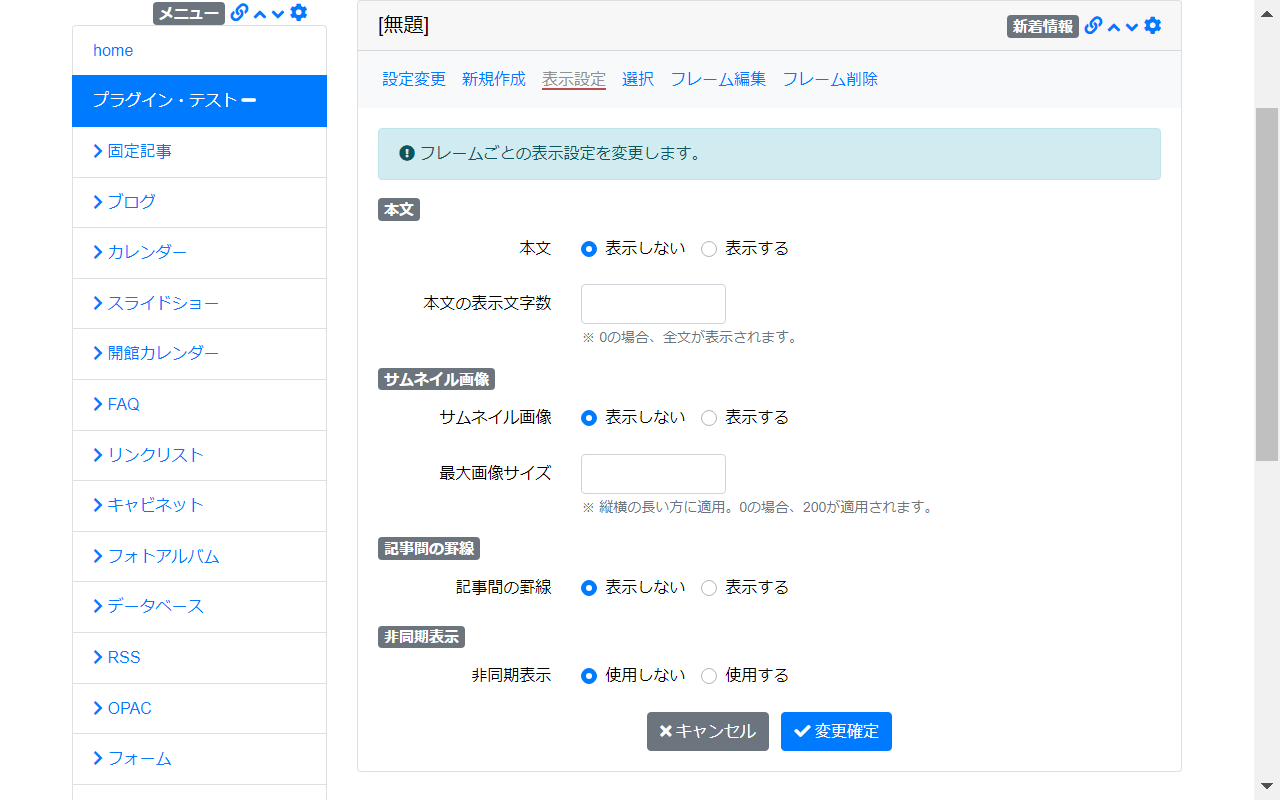 メニュー
home
プラグイン・テスト
固定記事
ブログ
カレンダー
スライドショー
開館カレンダー
FAQ
リンクリスト
キャビネット
フォトアルバム
データベース
RSS
OPAC
フォーム
[無題] 新着情報
設定変更 新規作成 表示設定 選択 フレーム編集 フレーム削除
フレームごとの表示設定を変更します。
本文
本文 表示しない 表示する
本文の表示文字数
※ 0の場合、全文が表示されます。
サムネイル画像
サムネイル画像 表示しない 表示する
最大画像サイズ
※ 縦横の長い方に適用。0の場合、200が適用されます。
記事間の罫線
記事間の罫線 表示しない 表示する
非同期表示
非同期表示 使用しない 使用する
キャンセル 変更確定